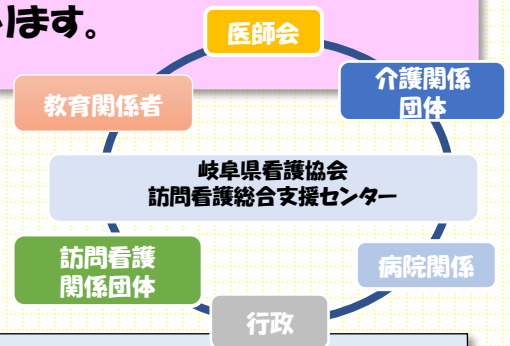 います。
医師会
介護関係
団体
教育関係者
岐阜県看護協会
訪問看護総合支援センター
訪問看護
関係団体
病院関係
行政